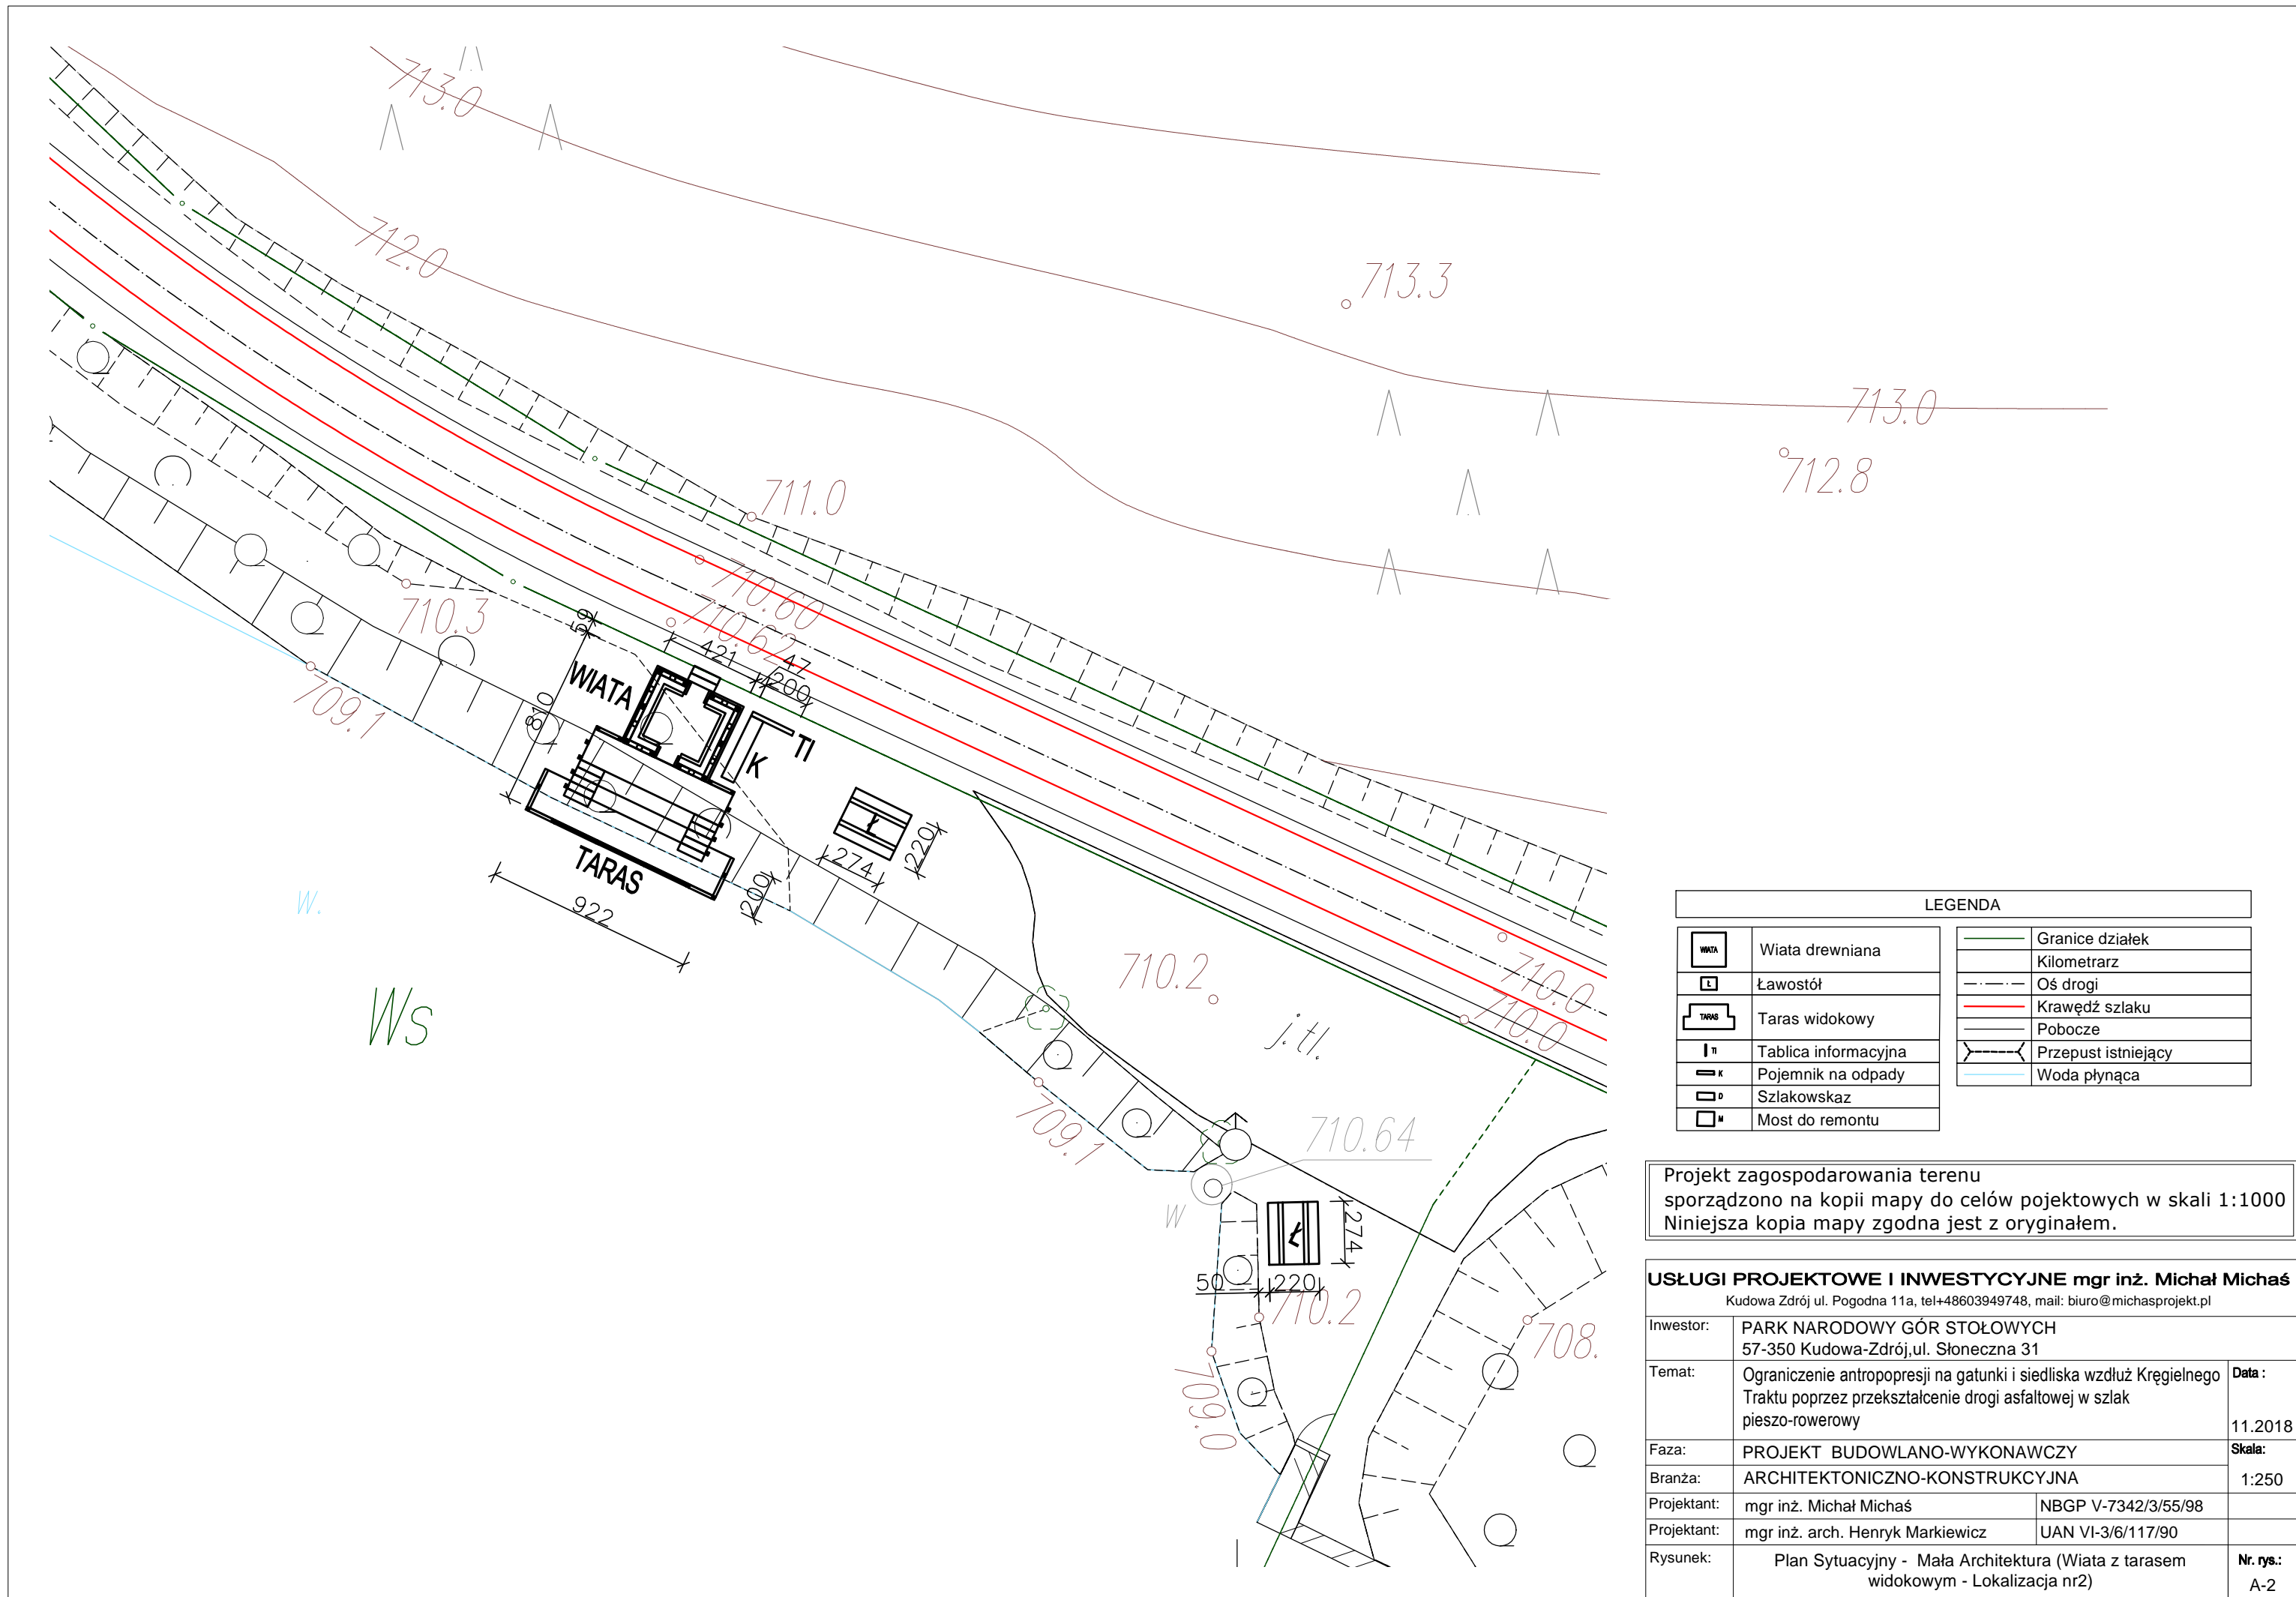 713.0
712.0
713.3
713.0
712.8
711.0
710.60
710.62
710.3
709.1
59
421
47
200
810
WIATA
TI
K
Ł
TARAS
274
220
200
922
w.
Ws
710.2
j.tł.
710.0
710.0
709.1
710.64
W
Ł
274
50
220
710.2
709.0
708.
LEGENDA
WIATA Wiata drewniana
Ł Ławostół
TARAS Taras widokowy
TI Tablica informacyjna
K Pojemnik na odpady
D Szlakowskaz
M Most do remontu
Granice działek
Kilometrarz
Oś drogi
Krawędź szlaku
Pobocze
Przepust istniejący
Woda płynąca
Projekt zagospodarowania terenu
sporządzono na kopii mapy do celów pojektowych w skali 1:1000
Niniejsza kopia mapy zgodna jest z oryginałem.
USŁUGI PROJEKTOWE I INWESTYCYJNE mgr inż. Michał Michaś
Kudowa Zdrój ul. Pogodna 11a, tel+48603949748, mail: biuro@michasprojekt.pl
Inwestor: PARK NARODOWY GÓR STOŁOWYCH
57-350 Kudowa-Zdrój,ul. Słoneczna 31
Temat: Ograniczenie antropopresji na gatunki i siedliska wzdłuż Kręgielnego
Traktu poprzez przekształcenie drogi asfaltowej w szlak
pieszo-rowerowy
Data :
11.2018
Faza: PROJEKT BUDOWLANO-WYKONAWCZY
Skala:
1:250
Branża: ARCHITEKTONICZNO-KONSTRUKCYJNA
Projektant: mgr inż. Michał Michaś NBGP V-7342/3/55/98
Projektant: mgr inż. arch. Henryk Markiewicz UAN VI-3/6/117/90
Rysunek: Plan Sytuacyjny - Mała Architektura (Wiata z tarasem
widokowym - Lokalizacja nr2)
Nr. rys.:
A-2